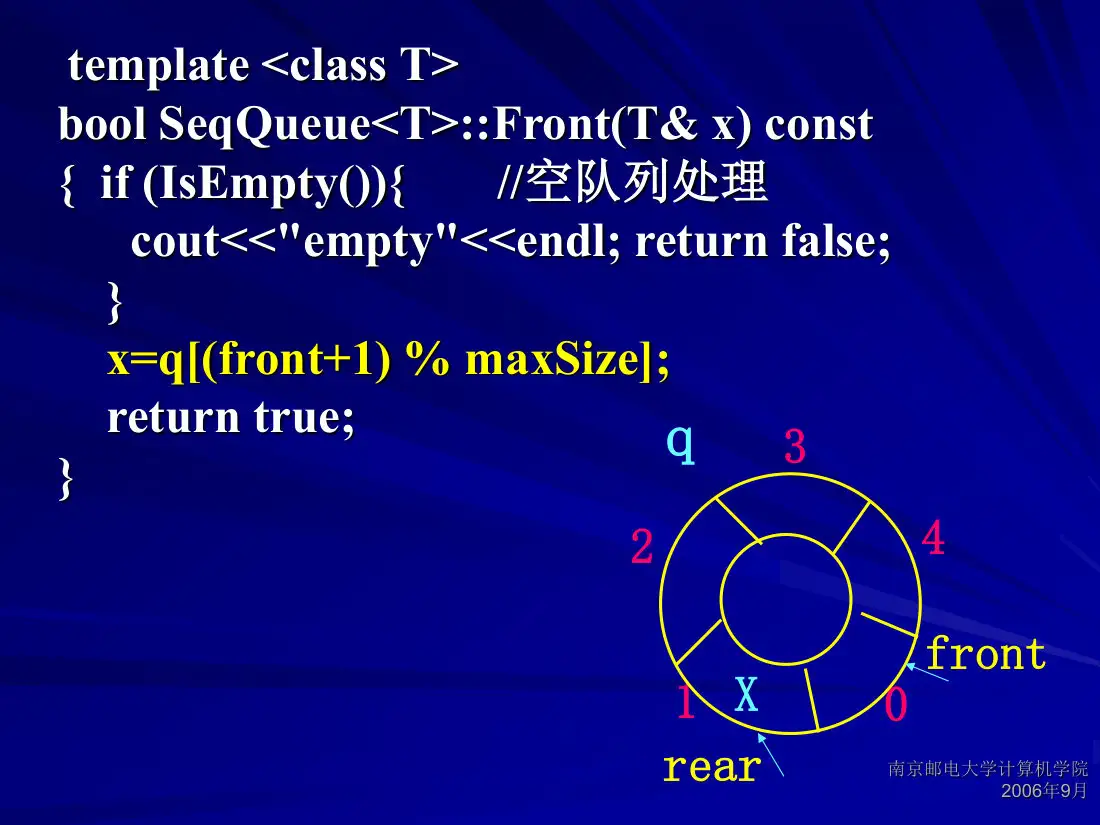 template <class T>
bool SeqQueue<T>::Front(T& x) const
{ if (IsEmpty()){ //空队列处理
cout<<"empty"<<endl; return false;
}
x=q[(front+1) % maxSize];
return true;
}
q
3
2
4
front
1
X
0
rear
南京邮电大学计算机学院
2006年9月